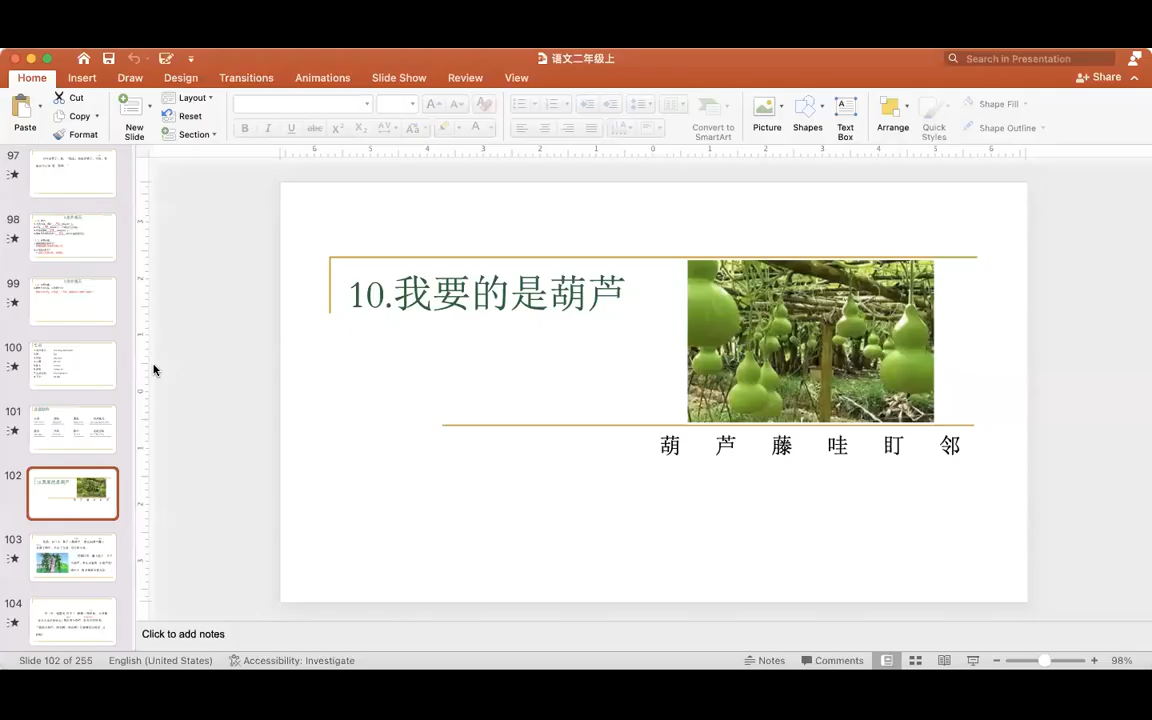 语文二年级上
Search in Presentation
Home Insert Draw Design Transitions Animations Slide Show Review View
Share
Paste
Cut
Copy
Format
New Slide
Layout
Reset
Section
Convert to SmartArt
Picture
Shapes
Text Box
Arrange
Quick Styles
Shape Fill
Shape Outline
97
98
99
100
101
102
103
104
10.我要的是葫芦
葫 芦 藤 哇 盯 邻
Click to add notes
Slide 102 of 255 English (United States) Accessibility: Investigate Notes Comments 98%